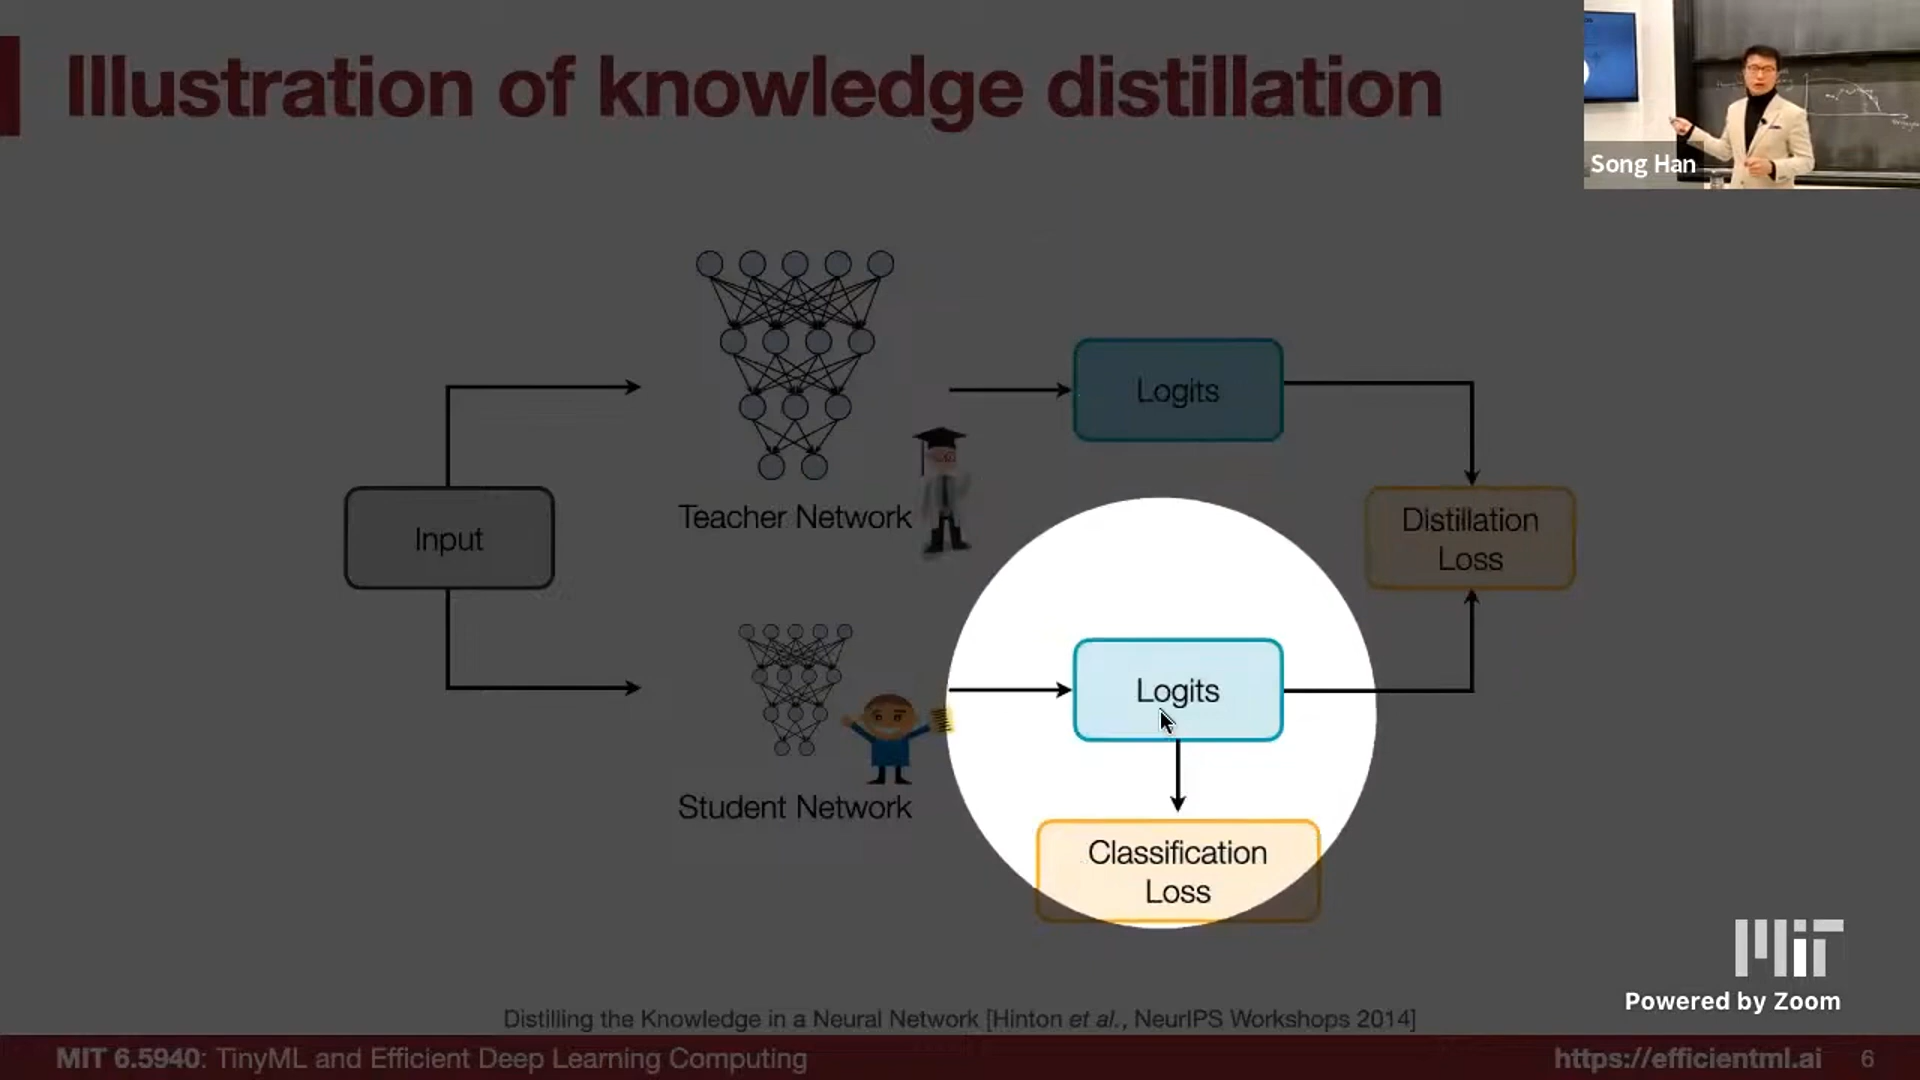 Illustration of knowledge distillation
Song Han
Logits
Teacher Network
Input
Distillation
Loss
Logits
Student Network
Classification
Loss
MIT
Powered by Zoom
Distilling the Knowledge in a Neural Network [Hinton et al., NeurIPS Workshops 2014]
MIT 6.5940: TinyML and Efficient Deep Learning Computing
https://efficientml.ai
6